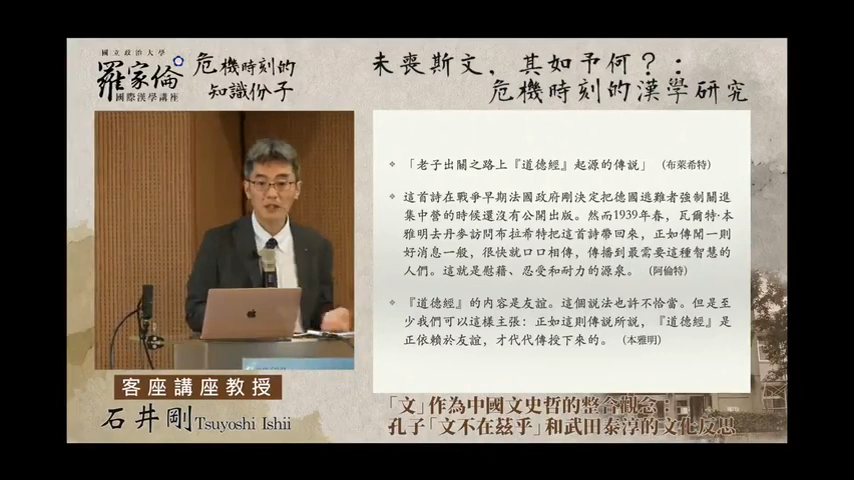 國立政治大學
羅家倫
國際漢學講座
危機時刻的
知識份子
未喪斯文，其如予何？：
危機時刻的漢學研究
「老子出關之路上『道德經』起源的傳說」（布萊希特）
這首詩在戰爭早期法國政府剛決定把德國逃難者強制關進
集中營的時候還沒有公開出版。然而1939年春，瓦爾特·本
雅明去丹麥訪問布拉希特把這首詩帶回來，正如傳聞一則
好消息一般，很快就口口相傳，傳播到最需要這種智慧的
人們。這就是慰藉、忍受和耐力的源泉。（阿倫特）
『道德經』的內容是友誼。這個說法也許不恰當。但是至
少我們可以這樣主張：正如這則傳說所說，『道德經』是
正依賴於友誼，才代代傳授下來的。（本雅明）
客座講座教授
石井剛Tsuyoshi Ishii
「文」作為中國文史哲的整合觀念：
孔子「文不在茲乎」和武田泰淳的文化反思